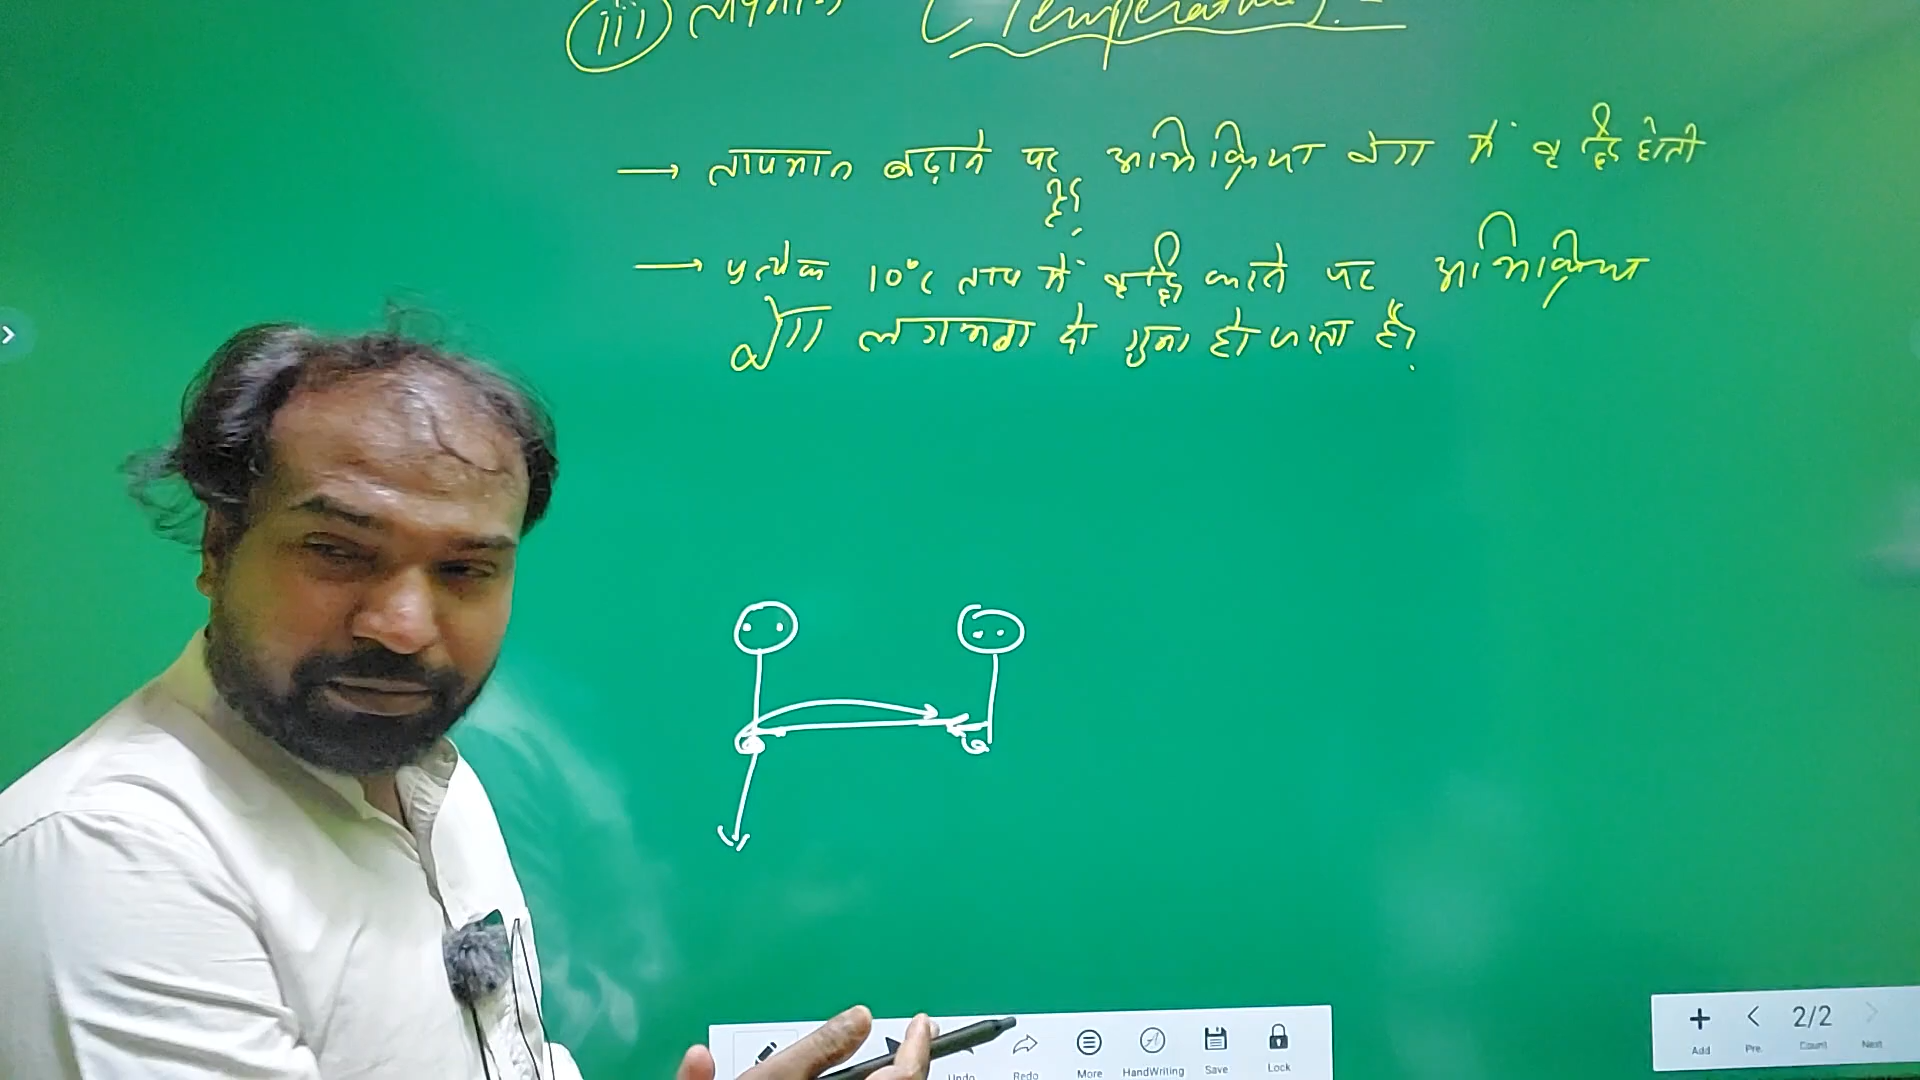 (iii) तापमान (Temperature) :-
→ तापमान बढ़ाने पर अभिक्रिया वेग में वृद्धि होती
है।
→ प्रत्येक 10°C ताप में वृद्धि करने पर अभिक्रिया
वेग लगभग दो गुना हो जाता है।
Undo Redo More HandWriting Save Lock
Add Pre. 2/2 Count Next